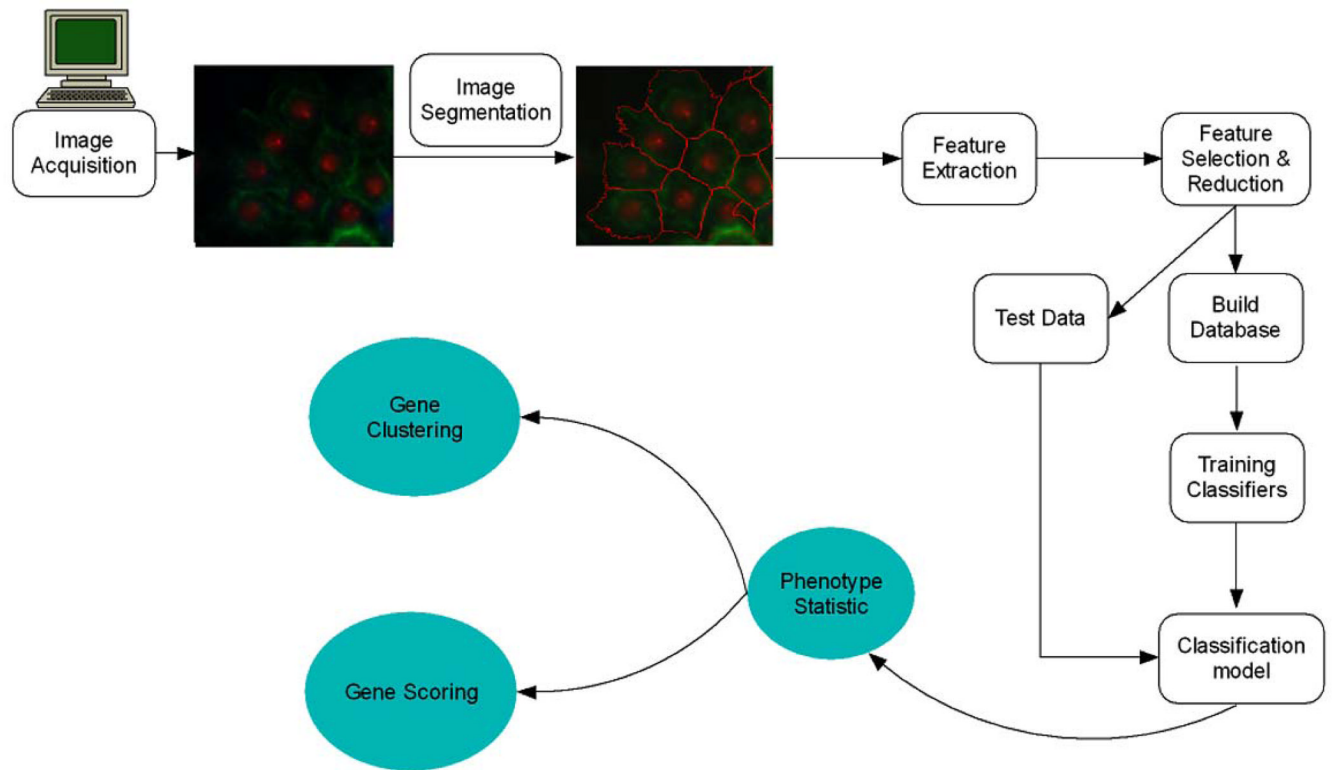 Image
Acquisition
Image
Segmentation
Feature
Extraction
Feature
Selection &
Reduction
Test Data
Build
Database
Gene
Clustering
Training
Classifiers
Phenotype
Statistic
Gene Scoring
Classification
model